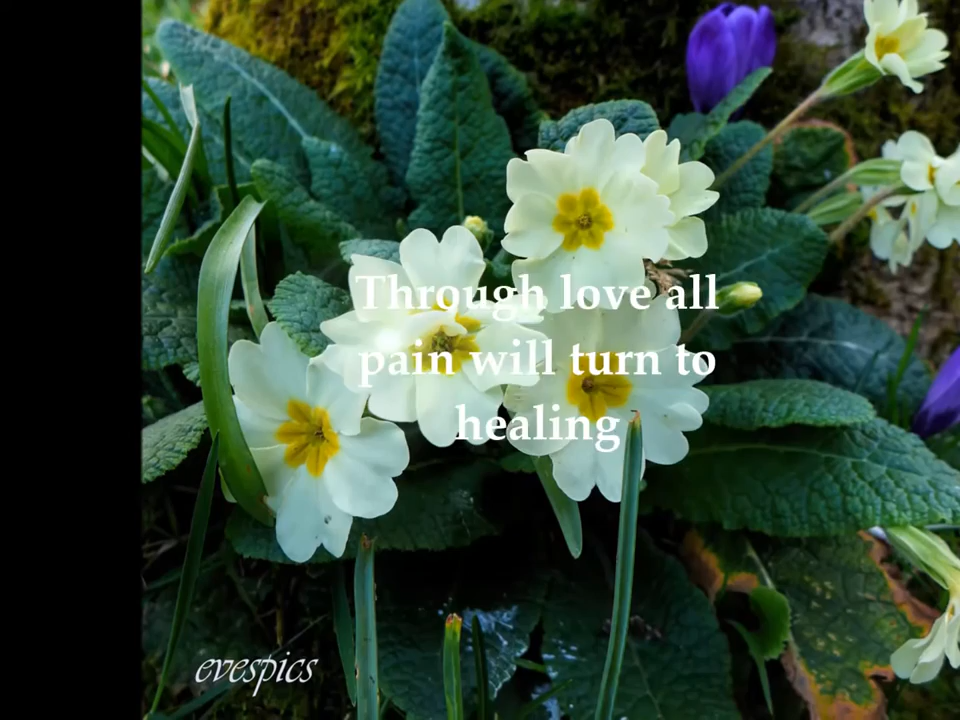 Through love all
pain will turn to
healing
evespics